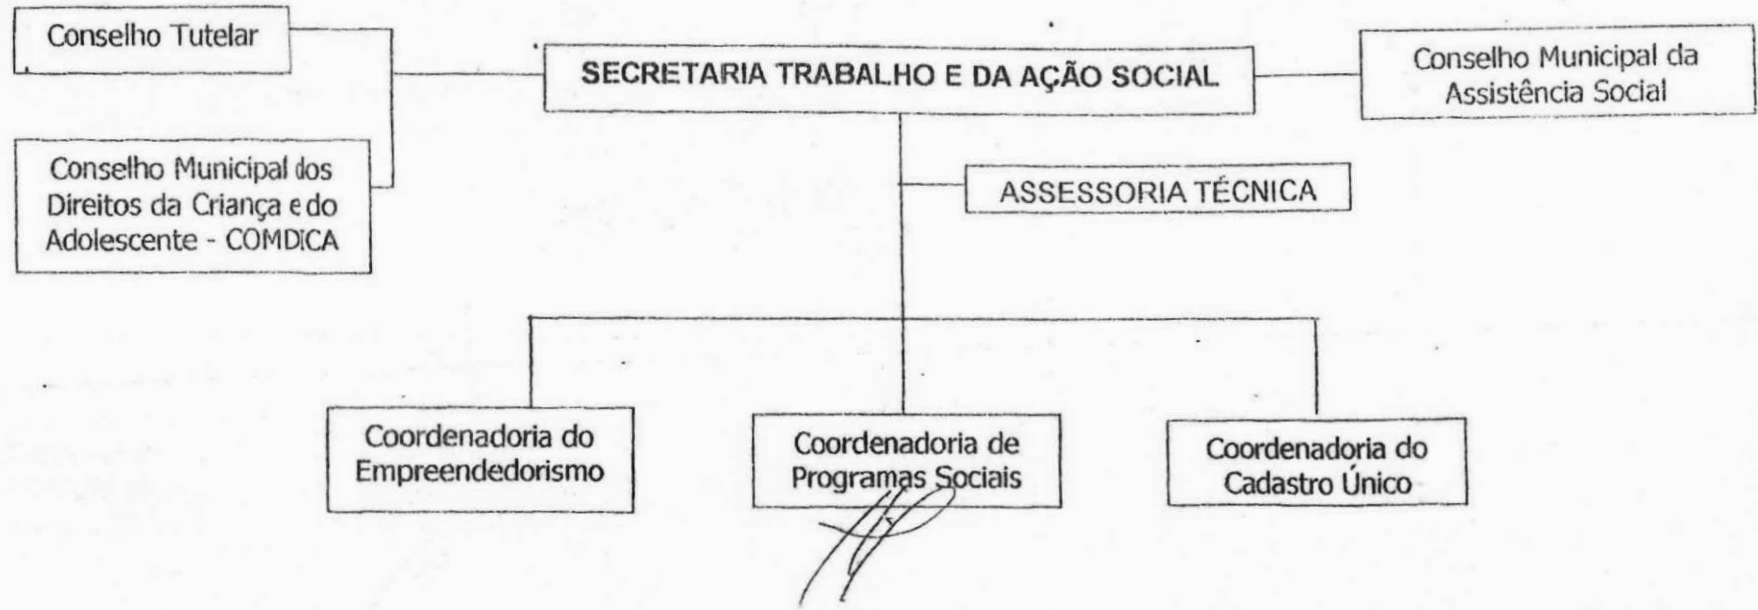 Conselho Tutelar
SECRETARIA TRABALHO E DA AÇÃO SOCIAL
Conselho Municipal da
Assistência Social
Conselho Municipal dos
Direitos da Criança e do
Adolescente - COMDICA
ASSESSORIA TÉCNICA
Coordenadoria do
Empreendedorismo
Coordenadoria de
Programas Sociais
Coordenadoria do
Cadastro Único